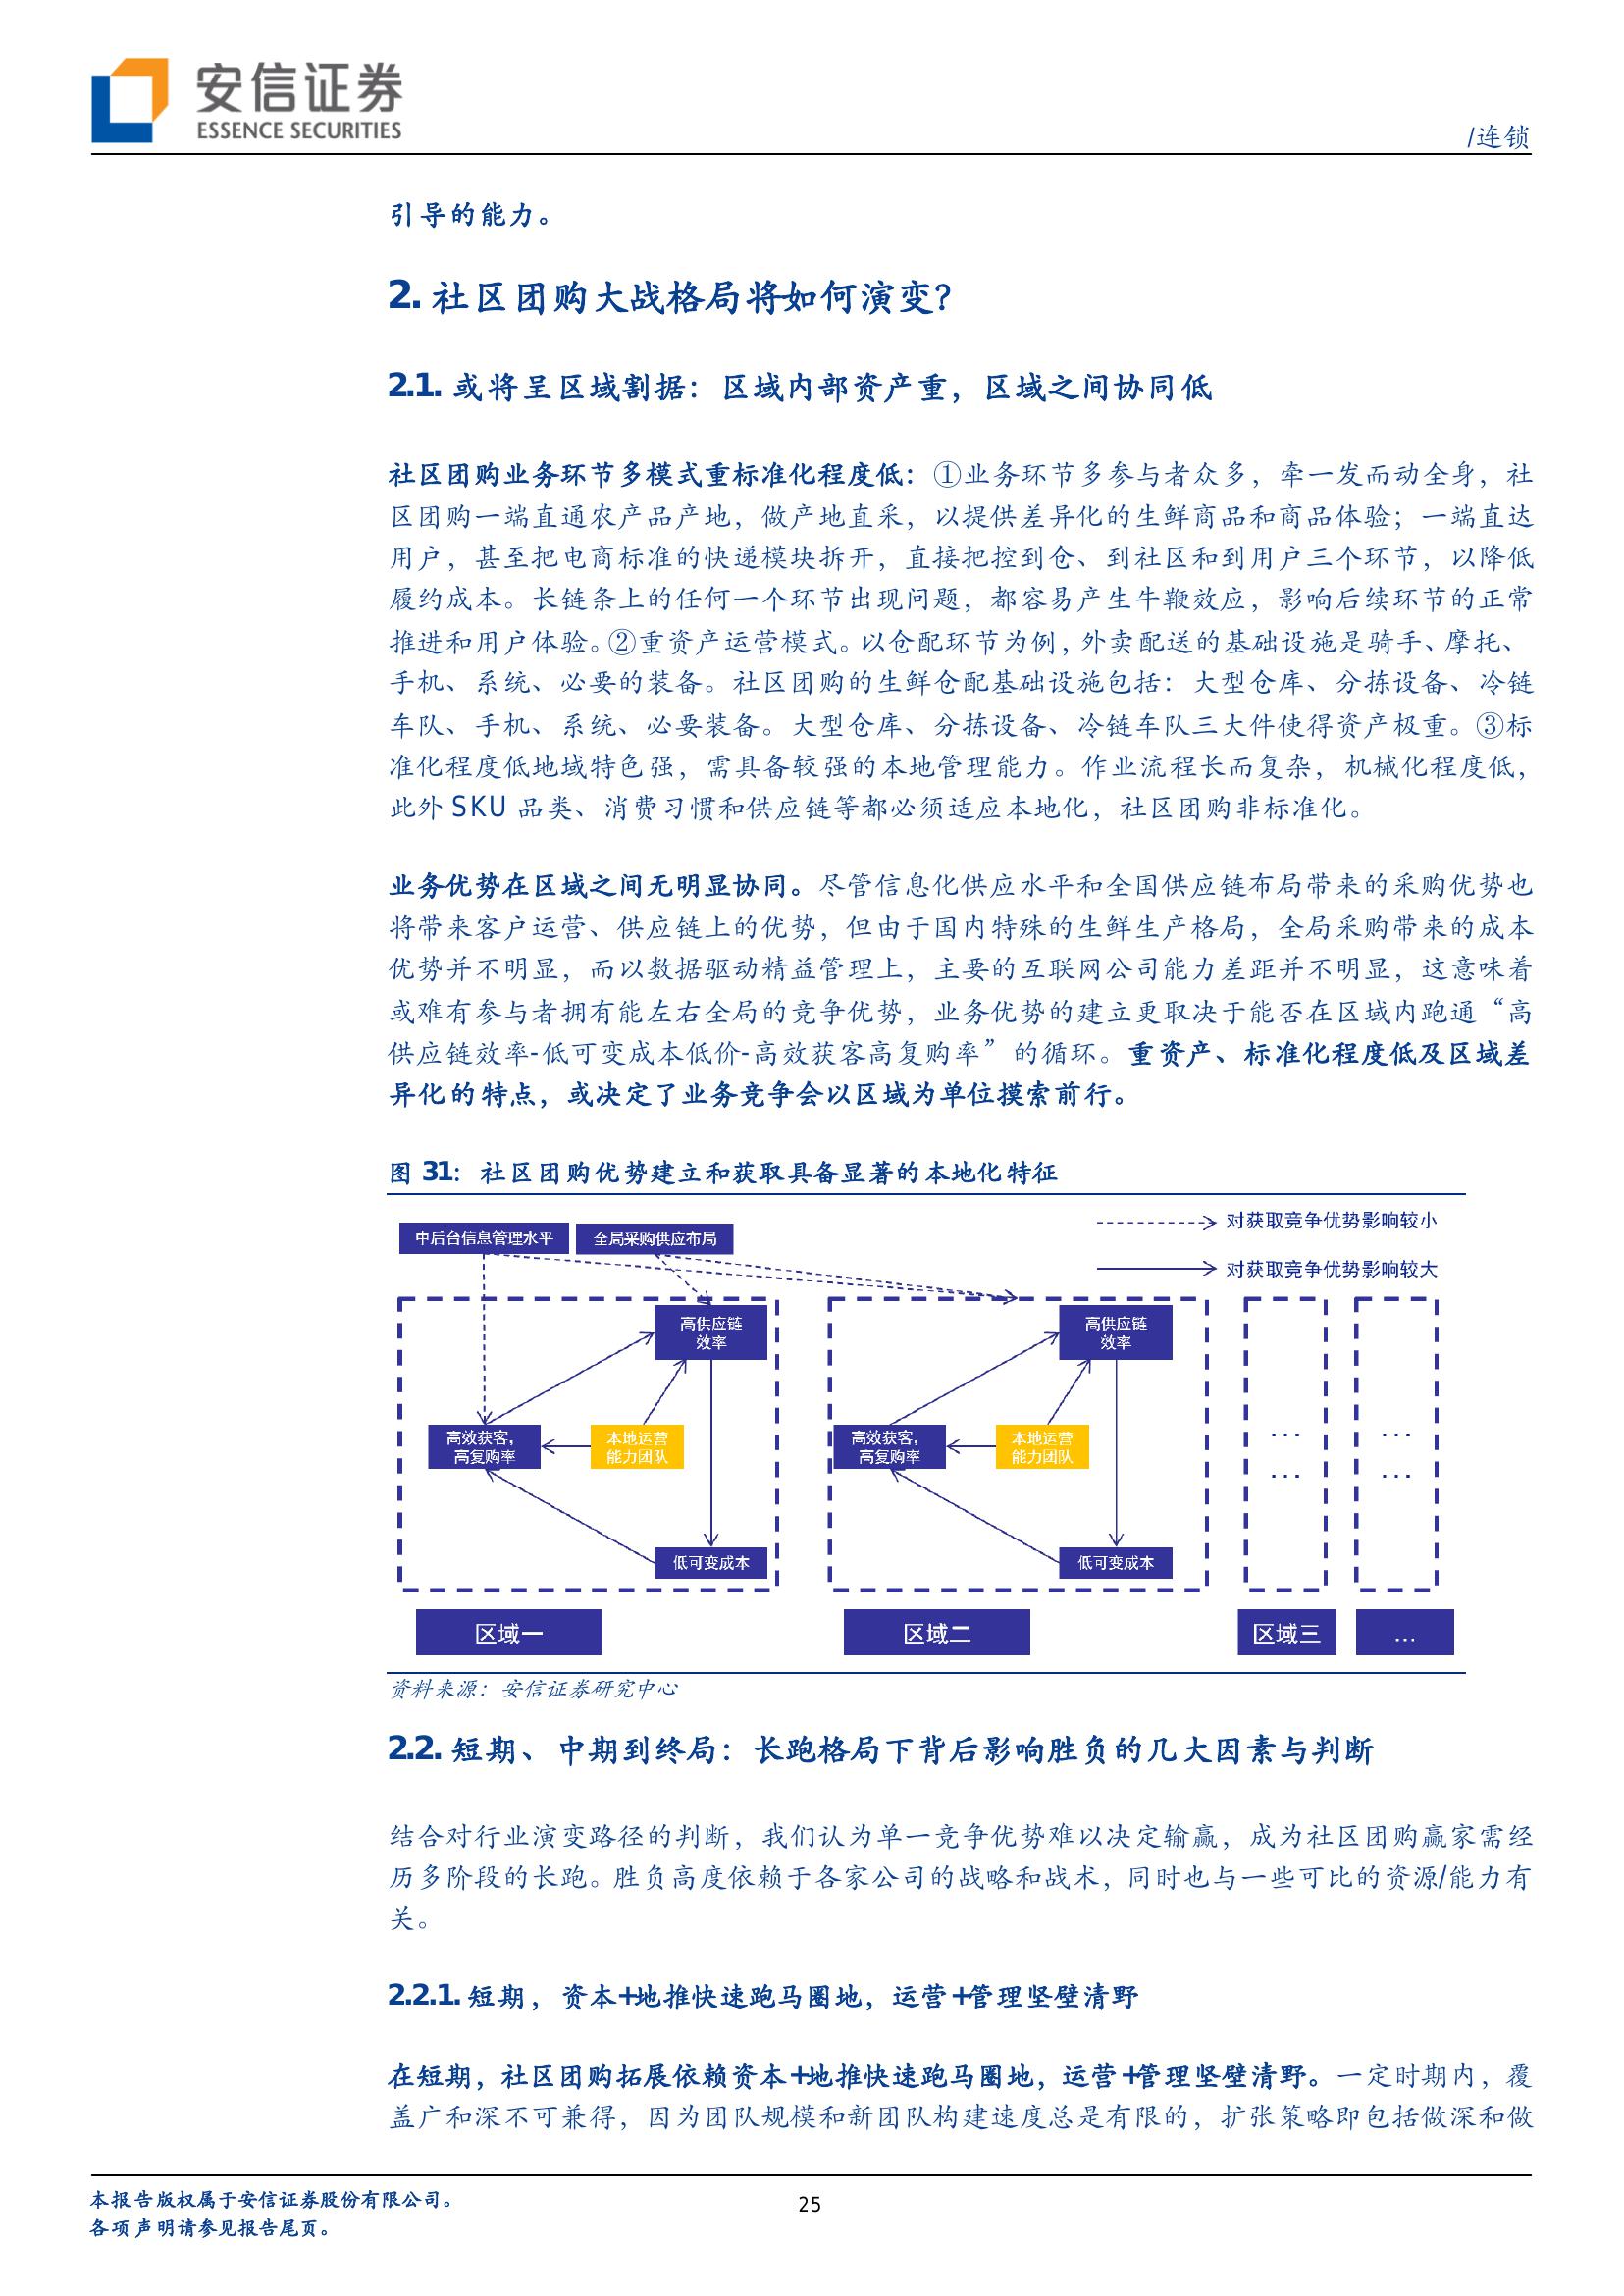 安信证券
ESSENCE SECURITIES
/连锁
引导的能力。
2. 社区团购大战格局将如何演变？
2.1. 或将呈区域割据：区域内部资产重，区域之间协同低
社区团购业务环节多模式重标准化程度低：①业务环节多参与者众多，牵一发而动全身，社
区团购一端直通农产品产地，做产地直采，以提供差异化的生鲜商品和商品体验；一端直达
用户，甚至把电商标准的快递模块拆开，直接把控到仓、到社区和到用户三个环节，以降低
履约成本。长链条上的任何一个环节出现问题，都容易产生牛鞭效应，影响后续环节的正常
推进和用户体验。②重资产运营模式。以仓配环节为例，外卖配送的基础设施是骑手、摩托、
手机、系统、必要的装备。社区团购的生鲜仓配基础设施包括：大型仓库、分拣设备、冷链
车队、手机、系统、必要装备。大型仓库、分拣设备、冷链车队三大件使得资产极重。③标
准化程度低地域特色强，需具备较强的本地管理能力。作业流程长而复杂，机械化程度低，
此外 SKU 品类、消费习惯和供应链等都必须适应本地化，社区团购非标准化。
业务优势在区域之间无明显协同。尽管信息化供应水平和全国供应链布局带来的采购优势也
将带来客户运营、供应链上的优势，但由于国内特殊的生鲜生产格局，全局采购带来的成本
优势并不明显，而以数据驱动精益管理上，主要的互联网公司能力差距并不明显，这意味着
或难有参与者拥有能左右全局的竞争优势，业务优势的建立更取决于能否在区域内跑通“高
供应链效率-低可变成本低价-高效获客高复购率”的循环。重资产、标准化程度低及区域差
异化的特点，或决定了业务竞争会以区域为单位摸索前行。
图 31：社区团购优势建立和获取具备显著的本地化特征
中后台信息管理水平
全局采购供应布局
对获取竞争优势影响较小
对获取竞争优势影响较大
高供应链
效率
高效获客，
高复购率
本地运营
能力团队
低可变成本
高供应链
效率
高效获客，
高复购率
本地运营
能力团队
低可变成本
...
...
...
...
区域一
区域二
区域三
...
资料来源：安信证券研究中心
2.2. 短期、中期到终局：长跑格局下背后影响胜负的几大因素与判断
结合对行业演变路径的判断，我们认为单一竞争优势难以决定输赢，成为社区团购赢家需经
历多阶段的长跑。胜负高度依赖于各家公司的战略和战术，同时也与一些可比的资源/能力有
关。
2.2.1. 短期，资本+地推快速跑马圈地，运营+管理坚壁清野
在短期，社区团购拓展依赖资本+地推快速跑马圈地，运营+管理坚壁清野。一定时期内，覆
盖广和深不可兼得，因为团队规模和新团队构建速度总是有限的，扩张策略即包括做深和做
本报告版权属于安信证券股份有限公司。
25
各项声明请参见报告尾页。